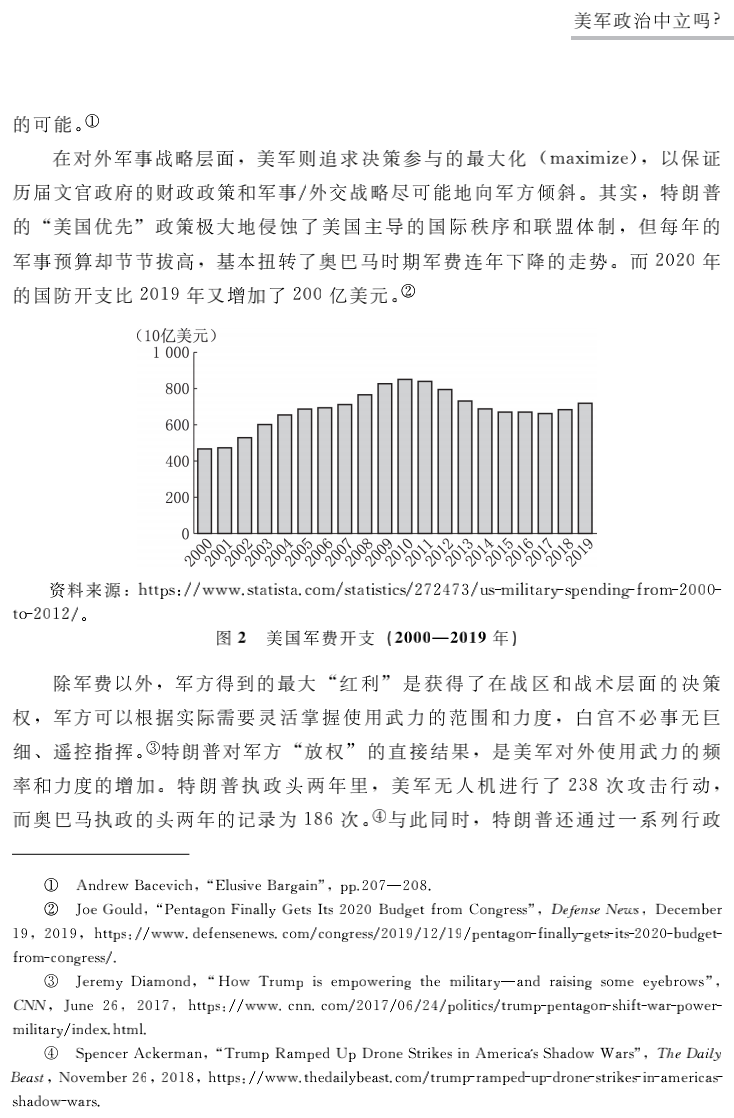 美军政治中立吗?
的可能。①
在对外军事战略层面，美军则追求决策参与的最大化（maximize），以保证
历届文官政府的财政政策和军事/外交战略尽可能地向军方倾斜。其实，特朗普
的“美国优先”政策极大地侵蚀了美国主导的国际秩序和联盟体制，但每年的
军事预算却节节拔高，基本扭转了奥巴马时期军费连年下降的走势。而 2020 年
的国防开支比 2019 年又增加了 200 亿美元。②
（10亿美元）
1 000
800
600
400
200
0
2000 2001 2002 2003 2004 2005 2006 2007 2008 2009 2010 2011 2012 2013 2014 2015 2016 2017 2018 2019
资料来源：https://www.statista.com/statistics/272473/us-military-spending-from-2000-
to-2012/。
图 2 美国军费开支（2000—2019 年）
除军费以外，军方得到的最大“红利”是获得了在战区和战术层面的决策
权，军方可以根据实际需要灵活掌握使用武力的范围和力度，白宫不必事无巨
细、遥控指挥。③特朗普对军方“放权”的直接结果，是美军对外使用武力的频
率和力度的增加。特朗普执政头两年里，美军无人机进行了 238 次攻击行动，
而奥巴马执政的头两年的记录为 186 次。④与此同时，特朗普还通过一系列行政
① Andrew Bacevich, “Elusive Bargain”, pp.207—208.
② Joe Gould, “Pentagon Finally Gets Its 2020 Budget from Congress”, Defense News, December
19, 2019, https://www. defensenews. com/congress/2019/12/19/pentagon-finally-gets-its-2020-budget-
from-congress/.
③ Jeremy Diamond, “How Trump is empowering the military—and raising some eyebrows”,
CNN, June 26, 2017, https://www. cnn. com/2017/06/24/politics/trump-pentagon-shift-war-power-
military/index.html.
④ Spencer Ackerman, “Trump Ramped Up Drone Strikes in America's Shadow Wars”, The Daily
Beast, November 26, 2018, https://www.thedailybeast.com/trump-ramped-up-drone-strikes-in-americas-
shadow-wars.